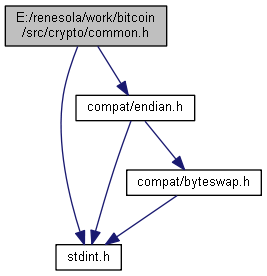 E:/renesola/work/bitcoin
/src/crypto/common.h
compat/endian.h
compat/byteswap.h
stdint.h